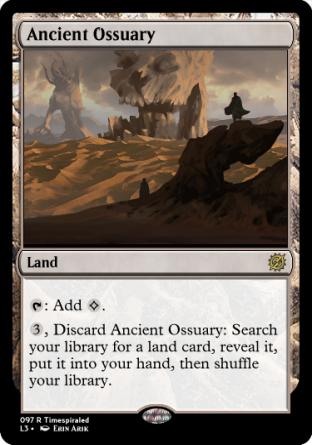 Ancient Ossuary
Land
: Add .
3, Discard Ancient Ossuary: Search
your library for a land card, reveal it,
put it into your hand, then shuffle
your library.
097 R Timespiraled
L3 • Erin Arik